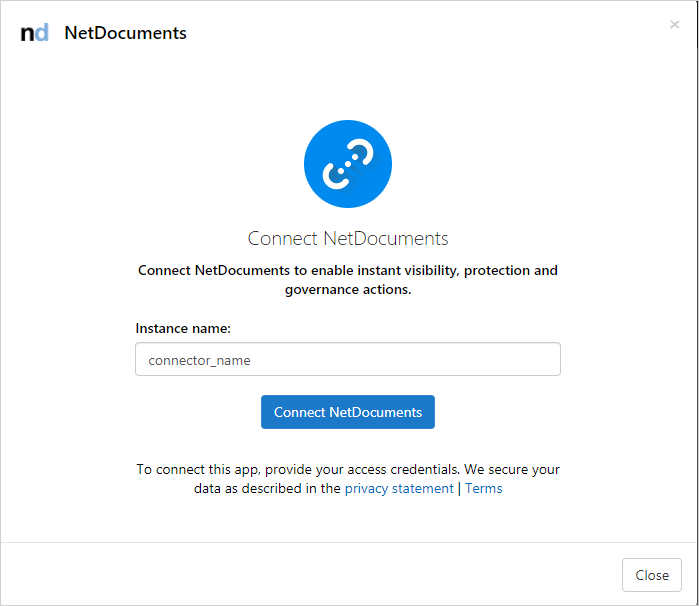 nd NetDocuments ×
Connect NetDocuments
Connect NetDocuments to enable instant visibility, protection and
governance actions.
Instance name:
connector_name
Connect NetDocuments
To connect this app, provide your access credentials. We secure your
data as described in the privacy statement | Terms
Close